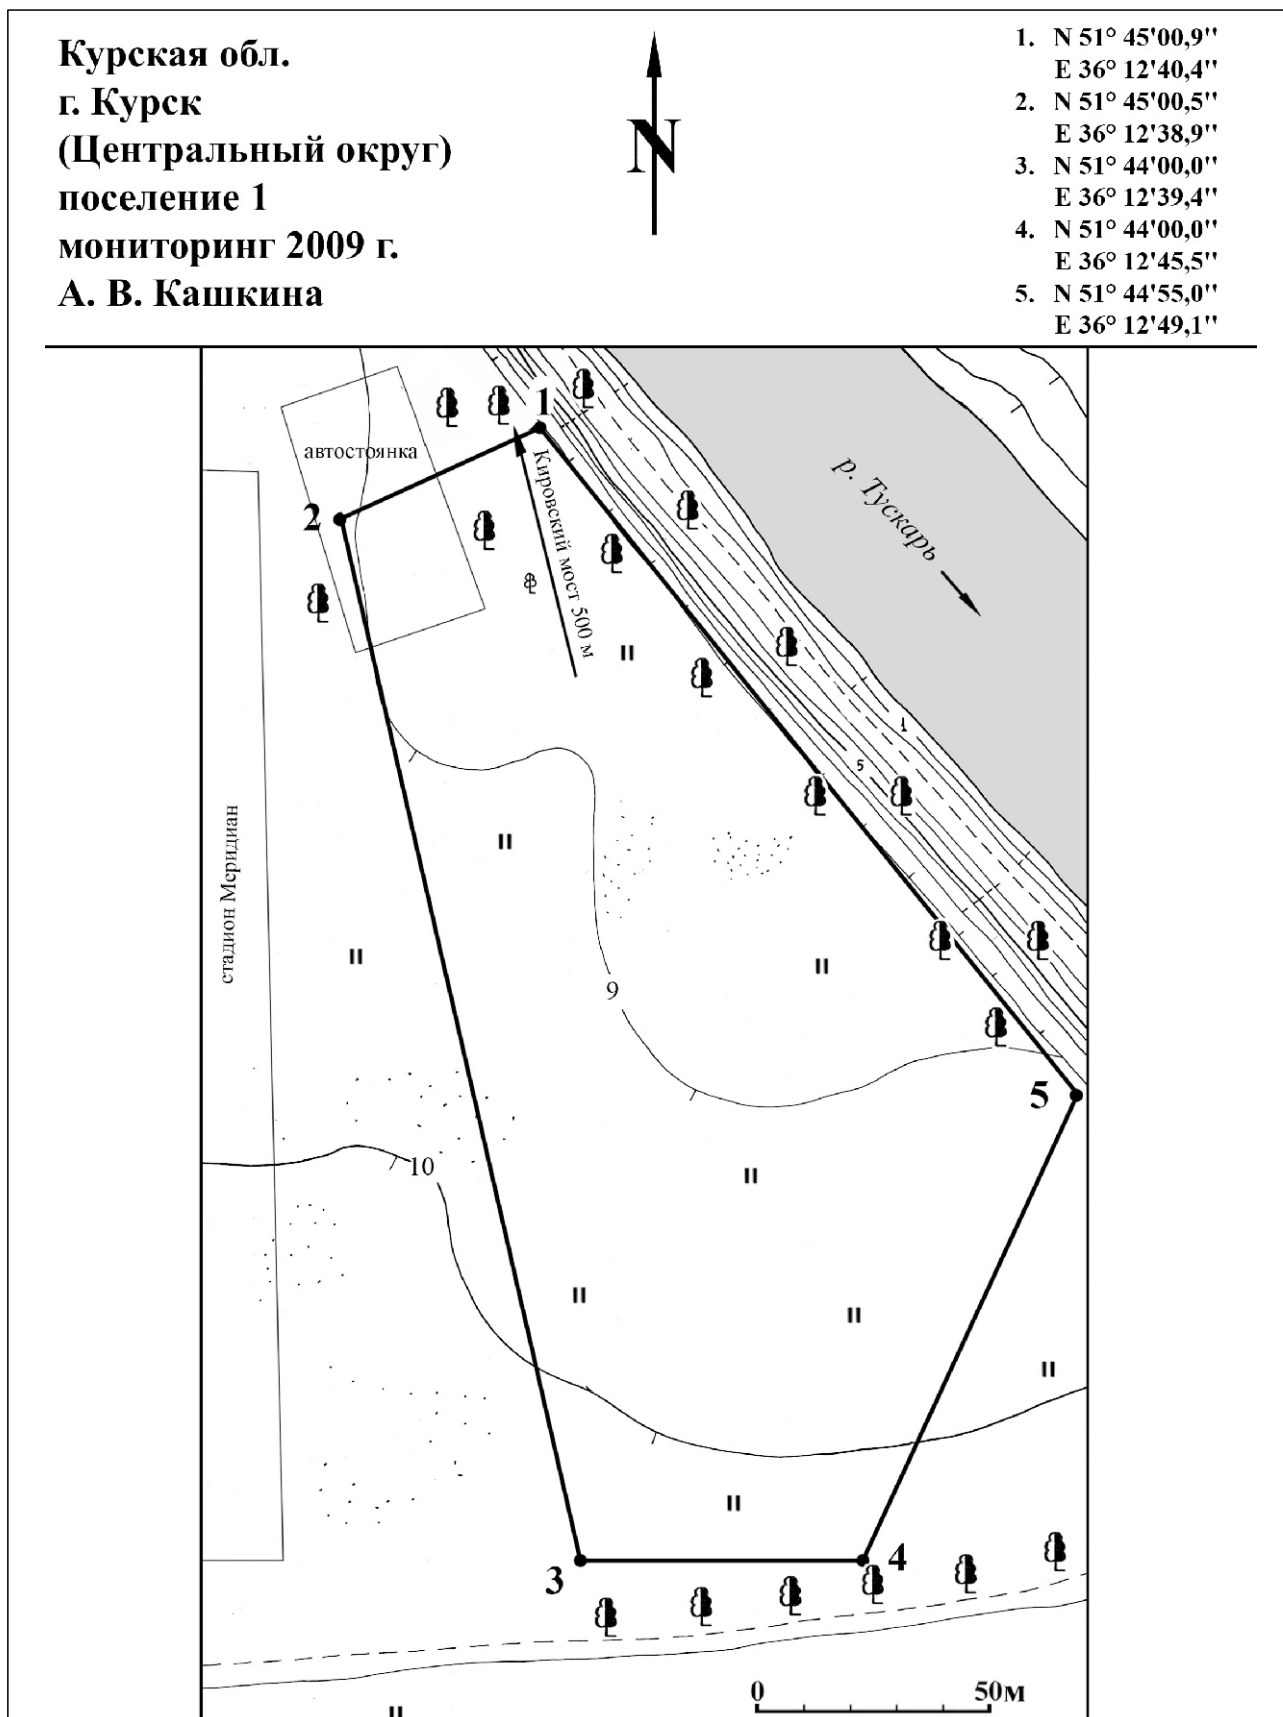 Курская обл.
г. Курск
(Центральный округ)
поселение 1
мониторинг 2009 г.
А. В. Кашкина
N
1. N 51° 45'00,9''
E 36° 12'40,4''
2. N 51° 45'00,5''
E 36° 12'38,9''
3. N 51° 44'00,0''
E 36° 12'39,4''
4. N 51° 44'00,0''
E 36° 12'45,5''
5. N 51° 44'55,0''
E 36° 12'49,1''
1
автостоянка
2
Кировский мост 500 м
р. Тускарь
1
5
стадион Меридиан
9
5
10
3
4
0
50м